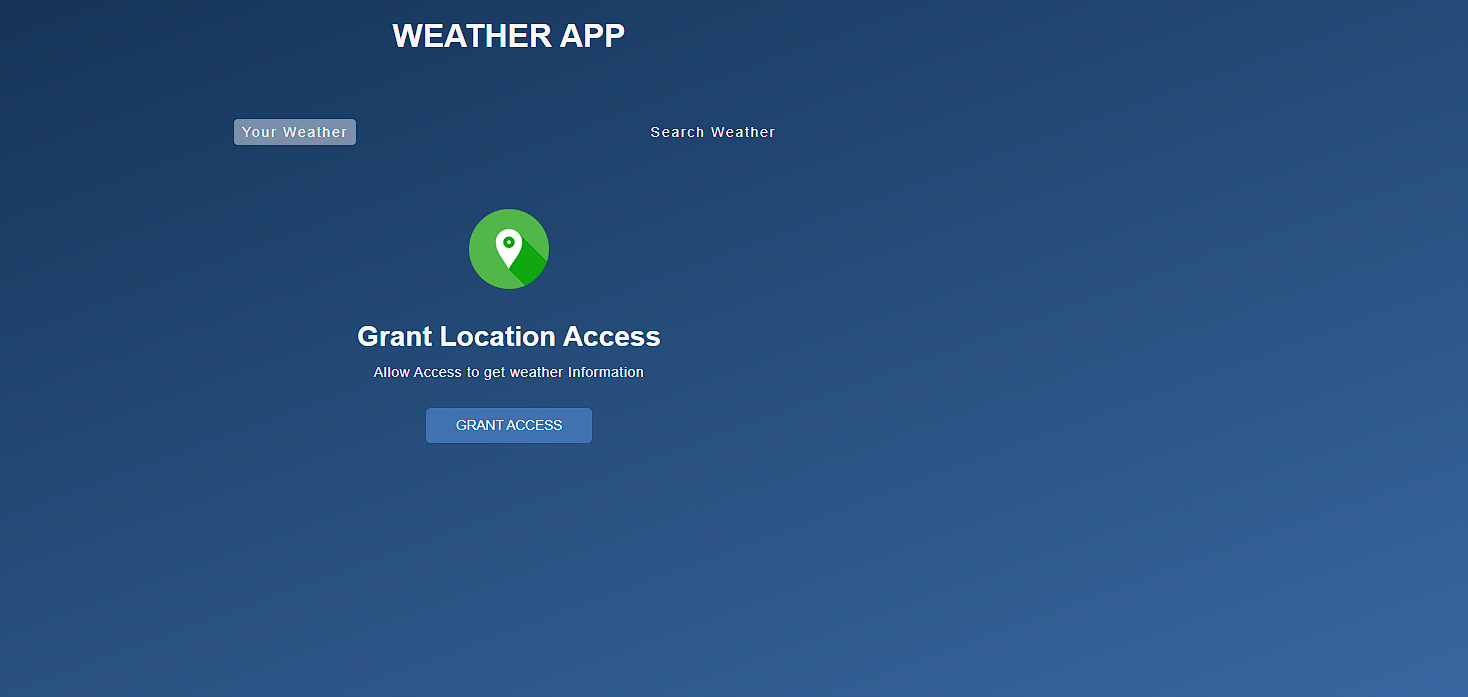 WEATHER APP
Your Weather
Search Weather
Grant Location Access
Allow Access to get weather Information
GRANT ACCESS